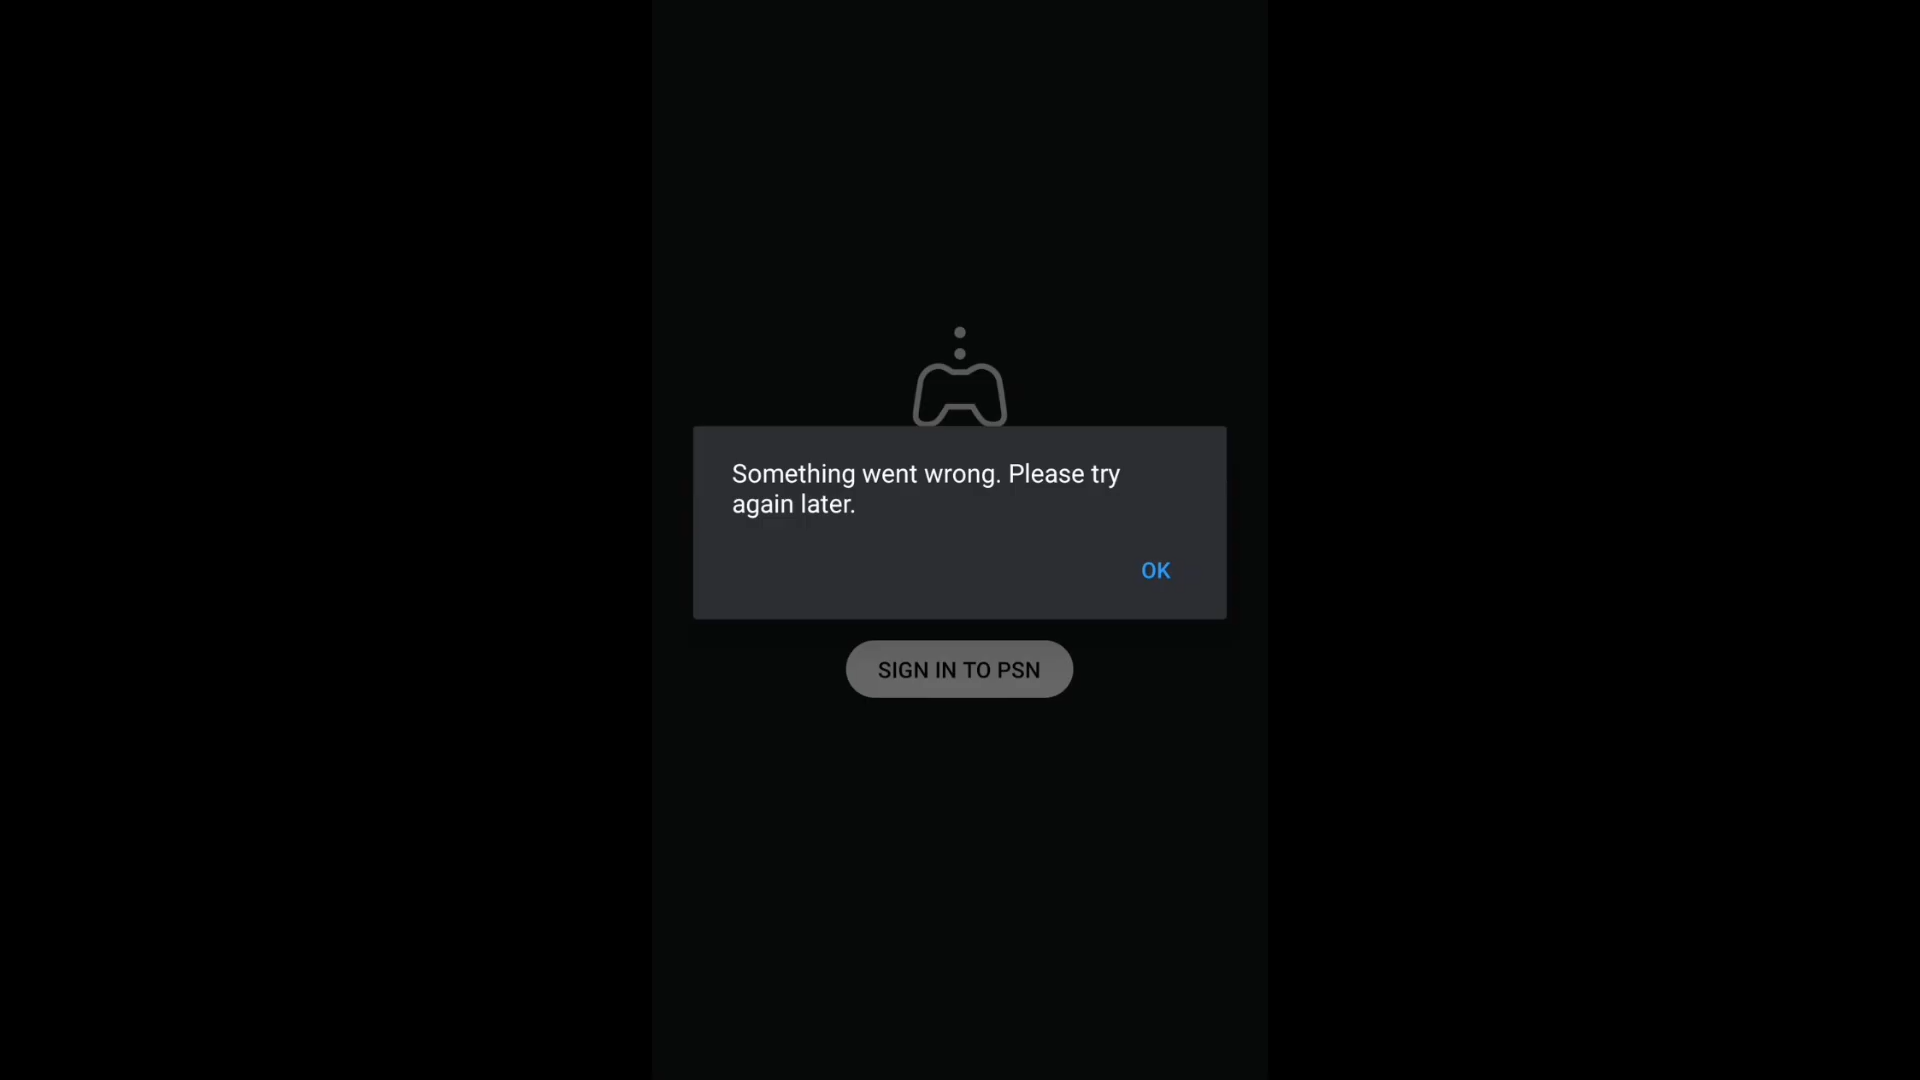 Something went wrong. Please try
again later.
OK
SIGN IN TO PSN